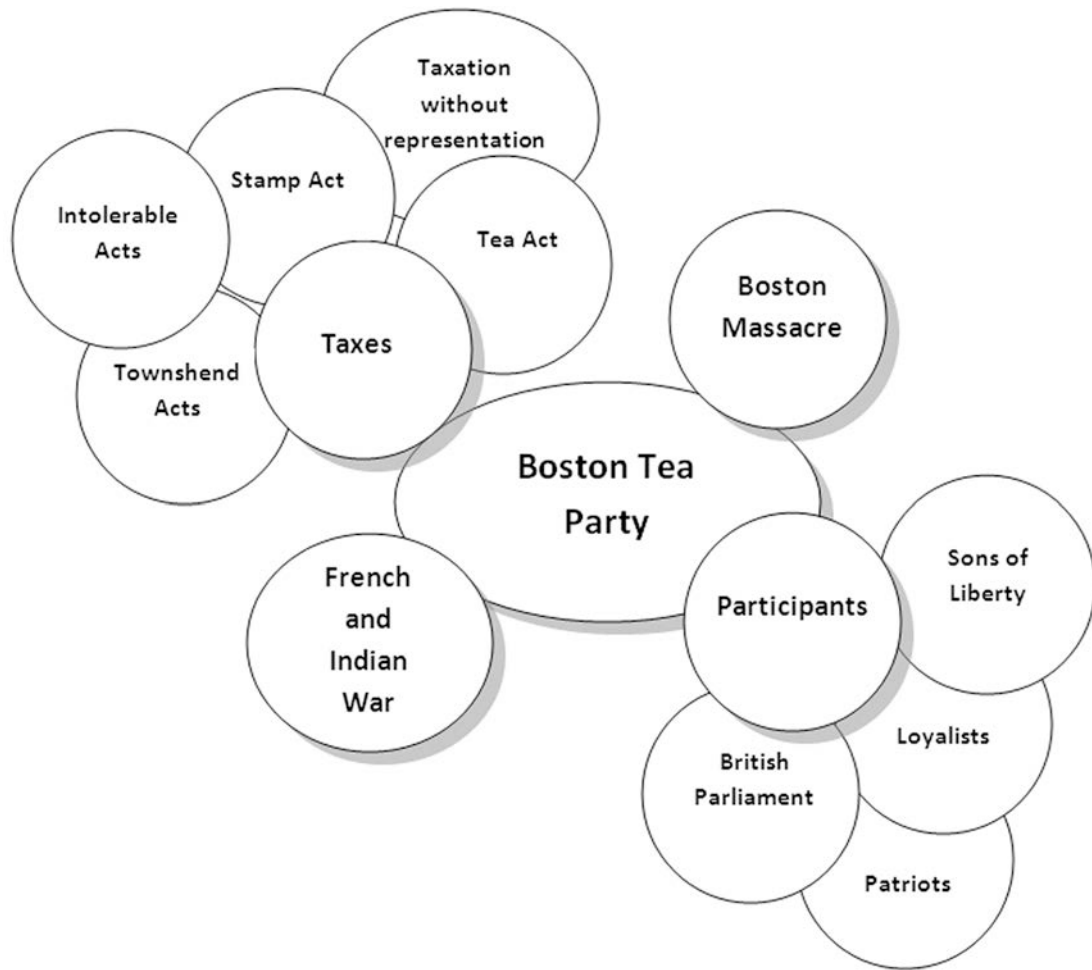 Taxation
without
representation
Stamp Act
Intolerable
Acts
Tea Act
Taxes
Townshend
Acts
Boston
Massacre
Boston Tea
Party
French
and
Indian
War
Participants
Sons of
Liberty
Loyalists
British
Parliament
Patriots